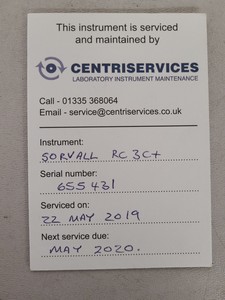 This instrument is serviced
and maintained by
CENTRISERVICES
LABORATORY INSTRUMENT MAINTENANCE
Call - 01335 368064
Email - service@centriservices.co.uk
Instrument:
SORVALL RC3C+
Serial number:
655431
Serviced on:
22 MAY 2019
Next service due:
MAY 2020.